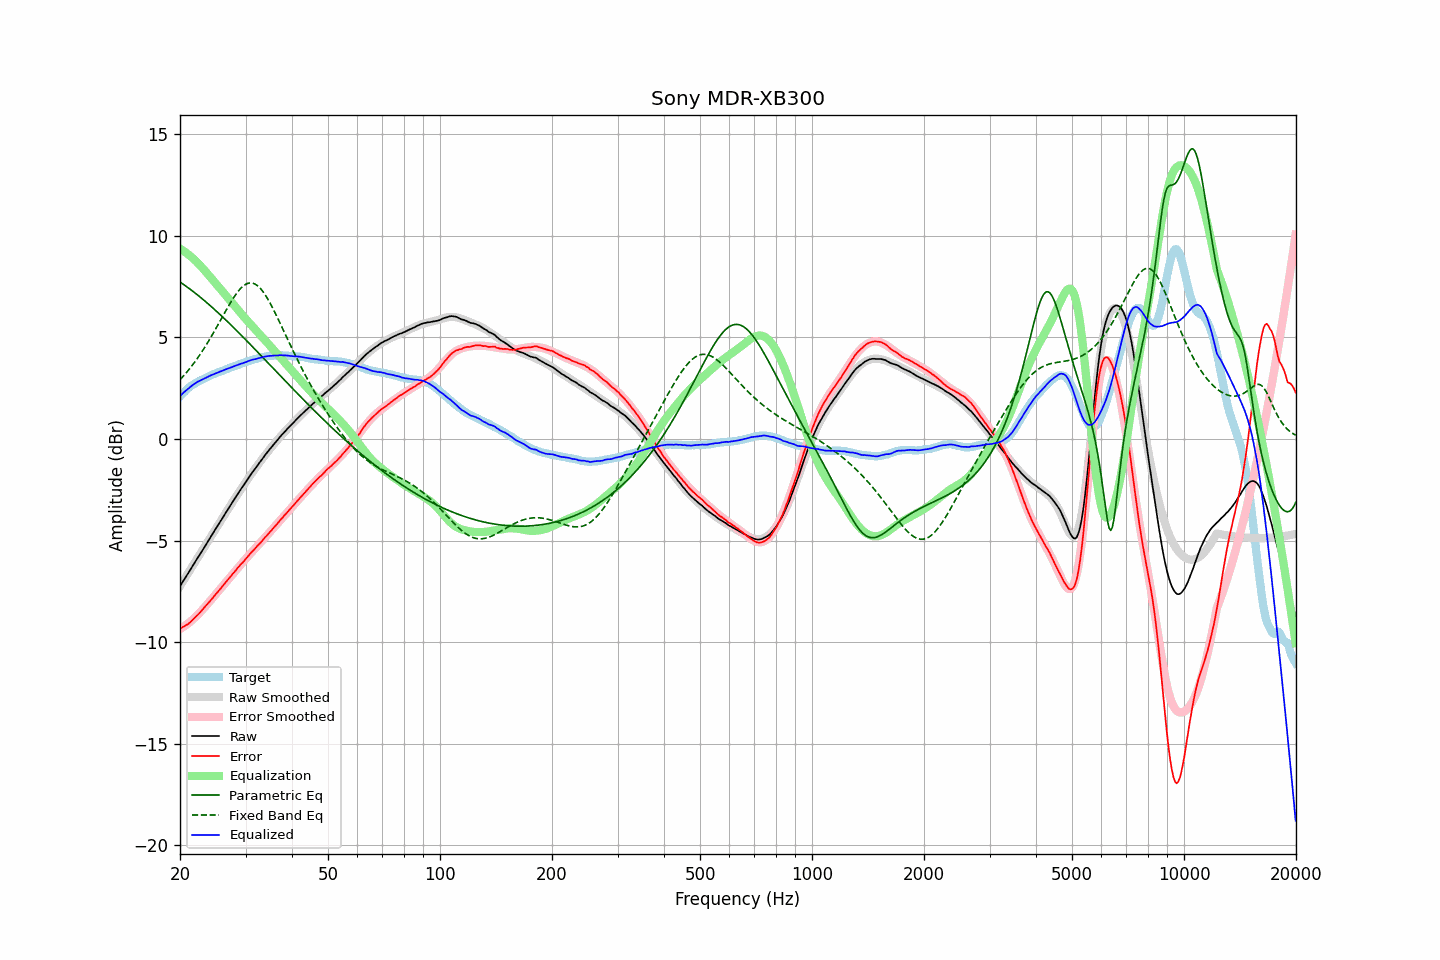 Sony MDR-XB300
Amplitude (dBr)
15
10
5
0
−5
−10
−15
−20
Target
Raw Smoothed
Error Smoothed
Raw
Error
Equalization
Parametric Eq
Fixed Band Eq
Equalized
20 50 100 200 500 1000 2000 5000 10000 20000
Frequency (Hz)